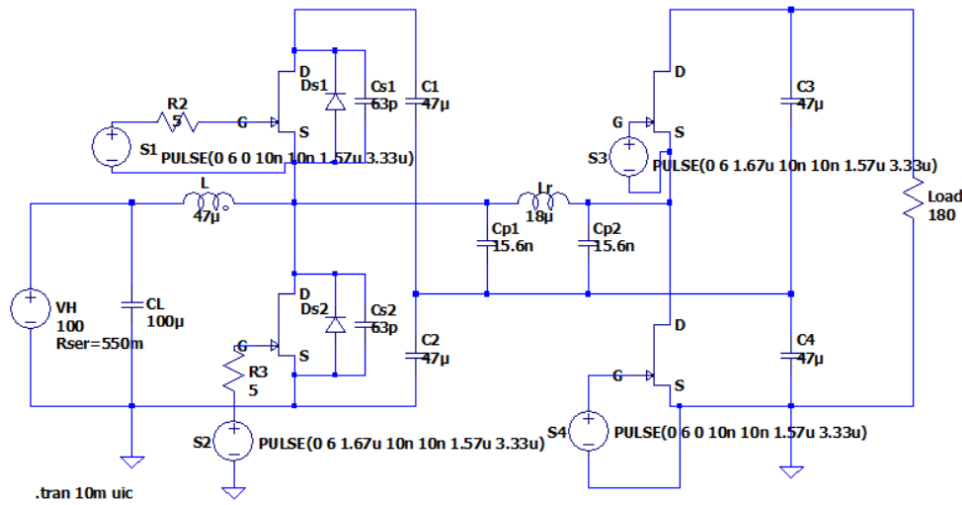 D
Ds1
Cs1
63p
C1
47µ
D
C3
47µ
R2
5
G
S
G
S
S1
PULSE(0 6 0 10n 10n 1.57u 3.33u)
S3
PULSE(0 6 1.67u 10n 10n 1.57u 3.33u)
L
47µ
Lr
18µ
Load
180
Cp1
15.6n
Cp2
15.6n
VH
100
Rser=550m
CL
100µ
D
Ds2
Cs2
63p
G
S
R3
5
C2
47µ
D
C4
47µ
G
S
S2
PULSE(0 6 1.67u 10n 10n 1.57u 3.33u)
S4
PULSE(0 6 0 10n 10n 1.57u 3.33u)
.tran 10m uic